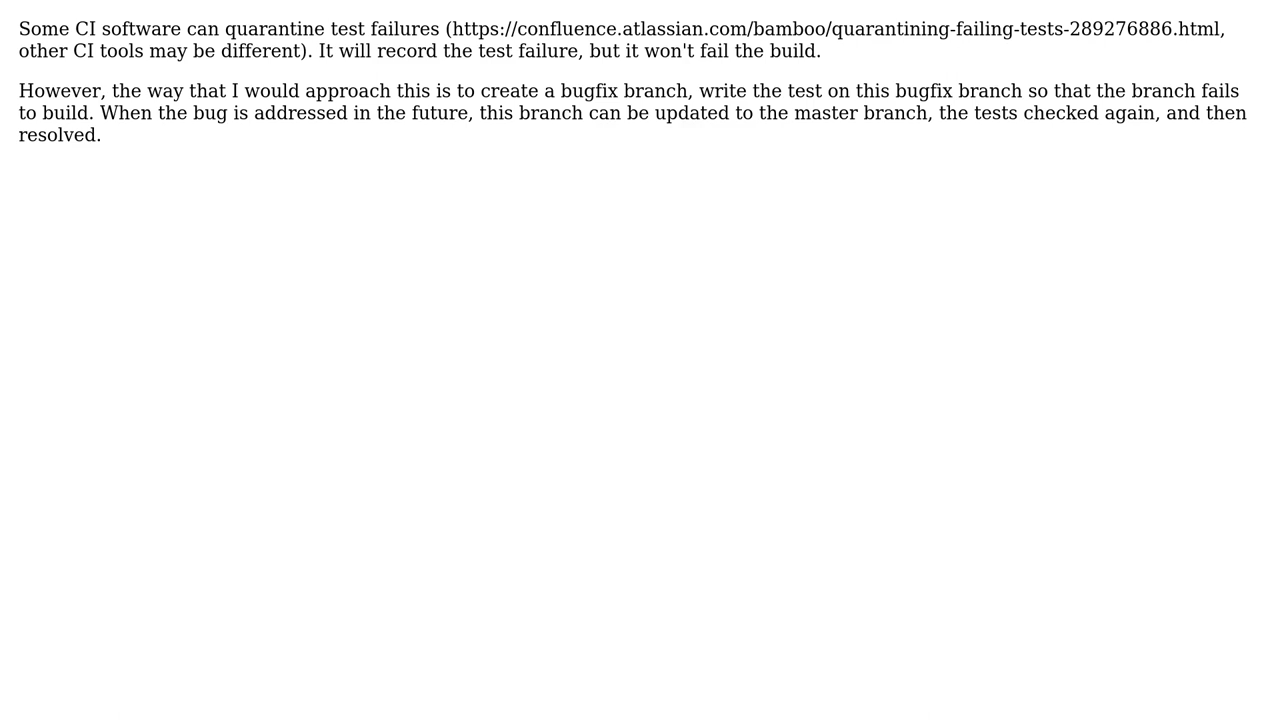 Some CI software can quarantine test failures (https://confluence.atlassian.com/bamboo/quarantining-failing-tests-289276886.html,
other CI tools may be different). It will record the test failure, but it won't fail the build.
However, the way that I would approach this is to create a bugfix branch, write the test on this bugfix branch so that the branch fails
to build. When the bug is addressed in the future, this branch can be updated to the master branch, the tests checked again, and then
resolved.